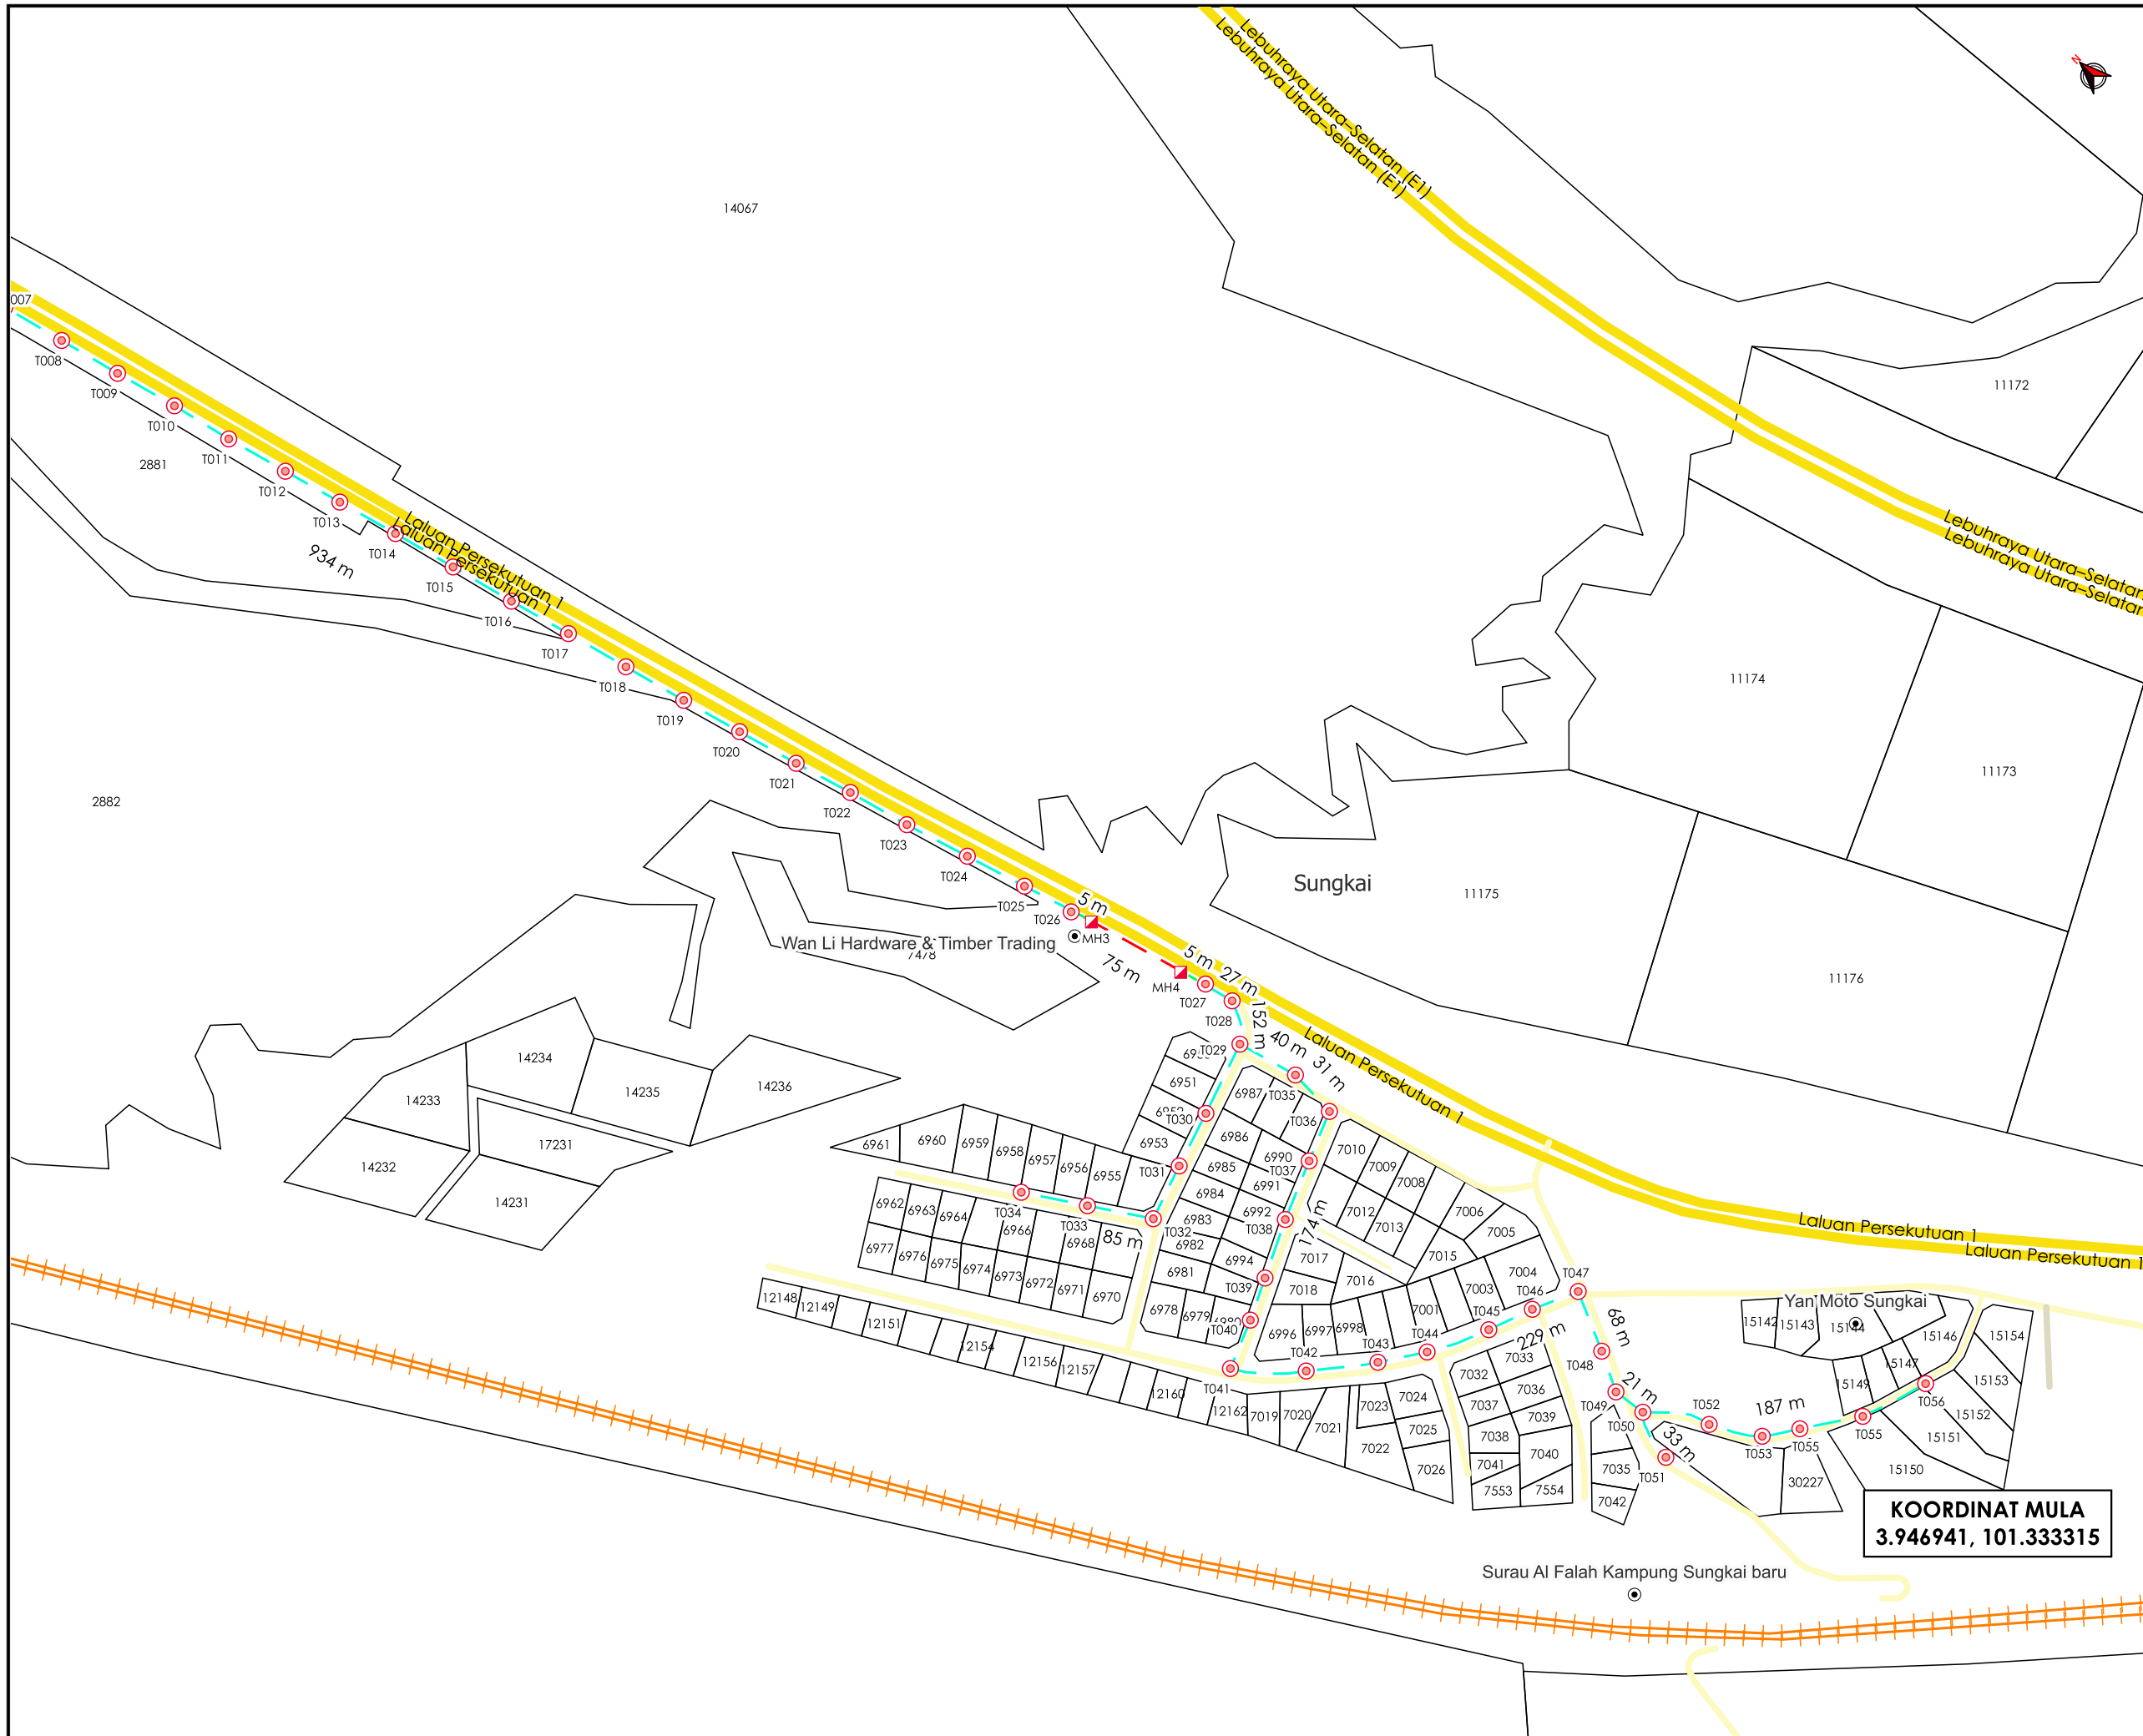 Lebuhraya Utara–Selatan (E1)
Lebuhraya Utara–Selatan (E1)
N
14067
007
T008
T009
T010
T011
T012
T013
T014
T015
T016
T017
T018
T019
T020
T021
T022
T023
T024
T025
T026
2881
934 m
Laluan Persekutuan 1
Laluan Persekutuan 1
2882
11172
Lebuhraya Utara–Selatan
Lebuhraya Utara–Selatan
11174
11173
Sungkai
11175
11176
5 m
MH3
Wan Li Hardware & Timber Trading
7478
75 m
5 m
27 m
MH4
T027
T028
152 m
40 m
31 m
Laluan Persekutuan 1
14234
14233
14235
14236
17231
14232
14231
T029
6951
T030
6953
T031
6987
T035
T036
6986
6990
T037
6985
6991
6984
6992
T038
6983
6982
6994
6981
T039
6978
6979
T040
174 m
6961
6960
6959
6958
6957
6956
6955
T034
T033
T032
85 m
6962
6963
6964
6966
6968
6977
6976
6975
6974
6973
6972
6971
6970
7010
7009
7008
7012
7013
7006
7005
7015
7017
7016
7018
7004
7003
7001
6996
6997
6998
T041
T042
T043
T044
T045
T046
T047
229 m
68 m
T048
21 m
T049
T050
33 m
T051
T052
187 m
T053
T055
T055
T056
Laluan Persekutuan 1
Laluan Persekutuan 1
Yan Moto Sungkai
15142
15143
15144
15146
15147
15149
15154
15153
15152
15151
15150
30227
12148
12149
12151
12154
12156
12157
12160
12162
7019
7020
7021
7022
7023
7024
7025
7026
7032
7033
7036
7037
7038
7039
7040
7041
7553
7554
7035
7042
KOORDINAT MULA
3.946941, 101.333315
Surau Al Falah Kampung Sungkai baru